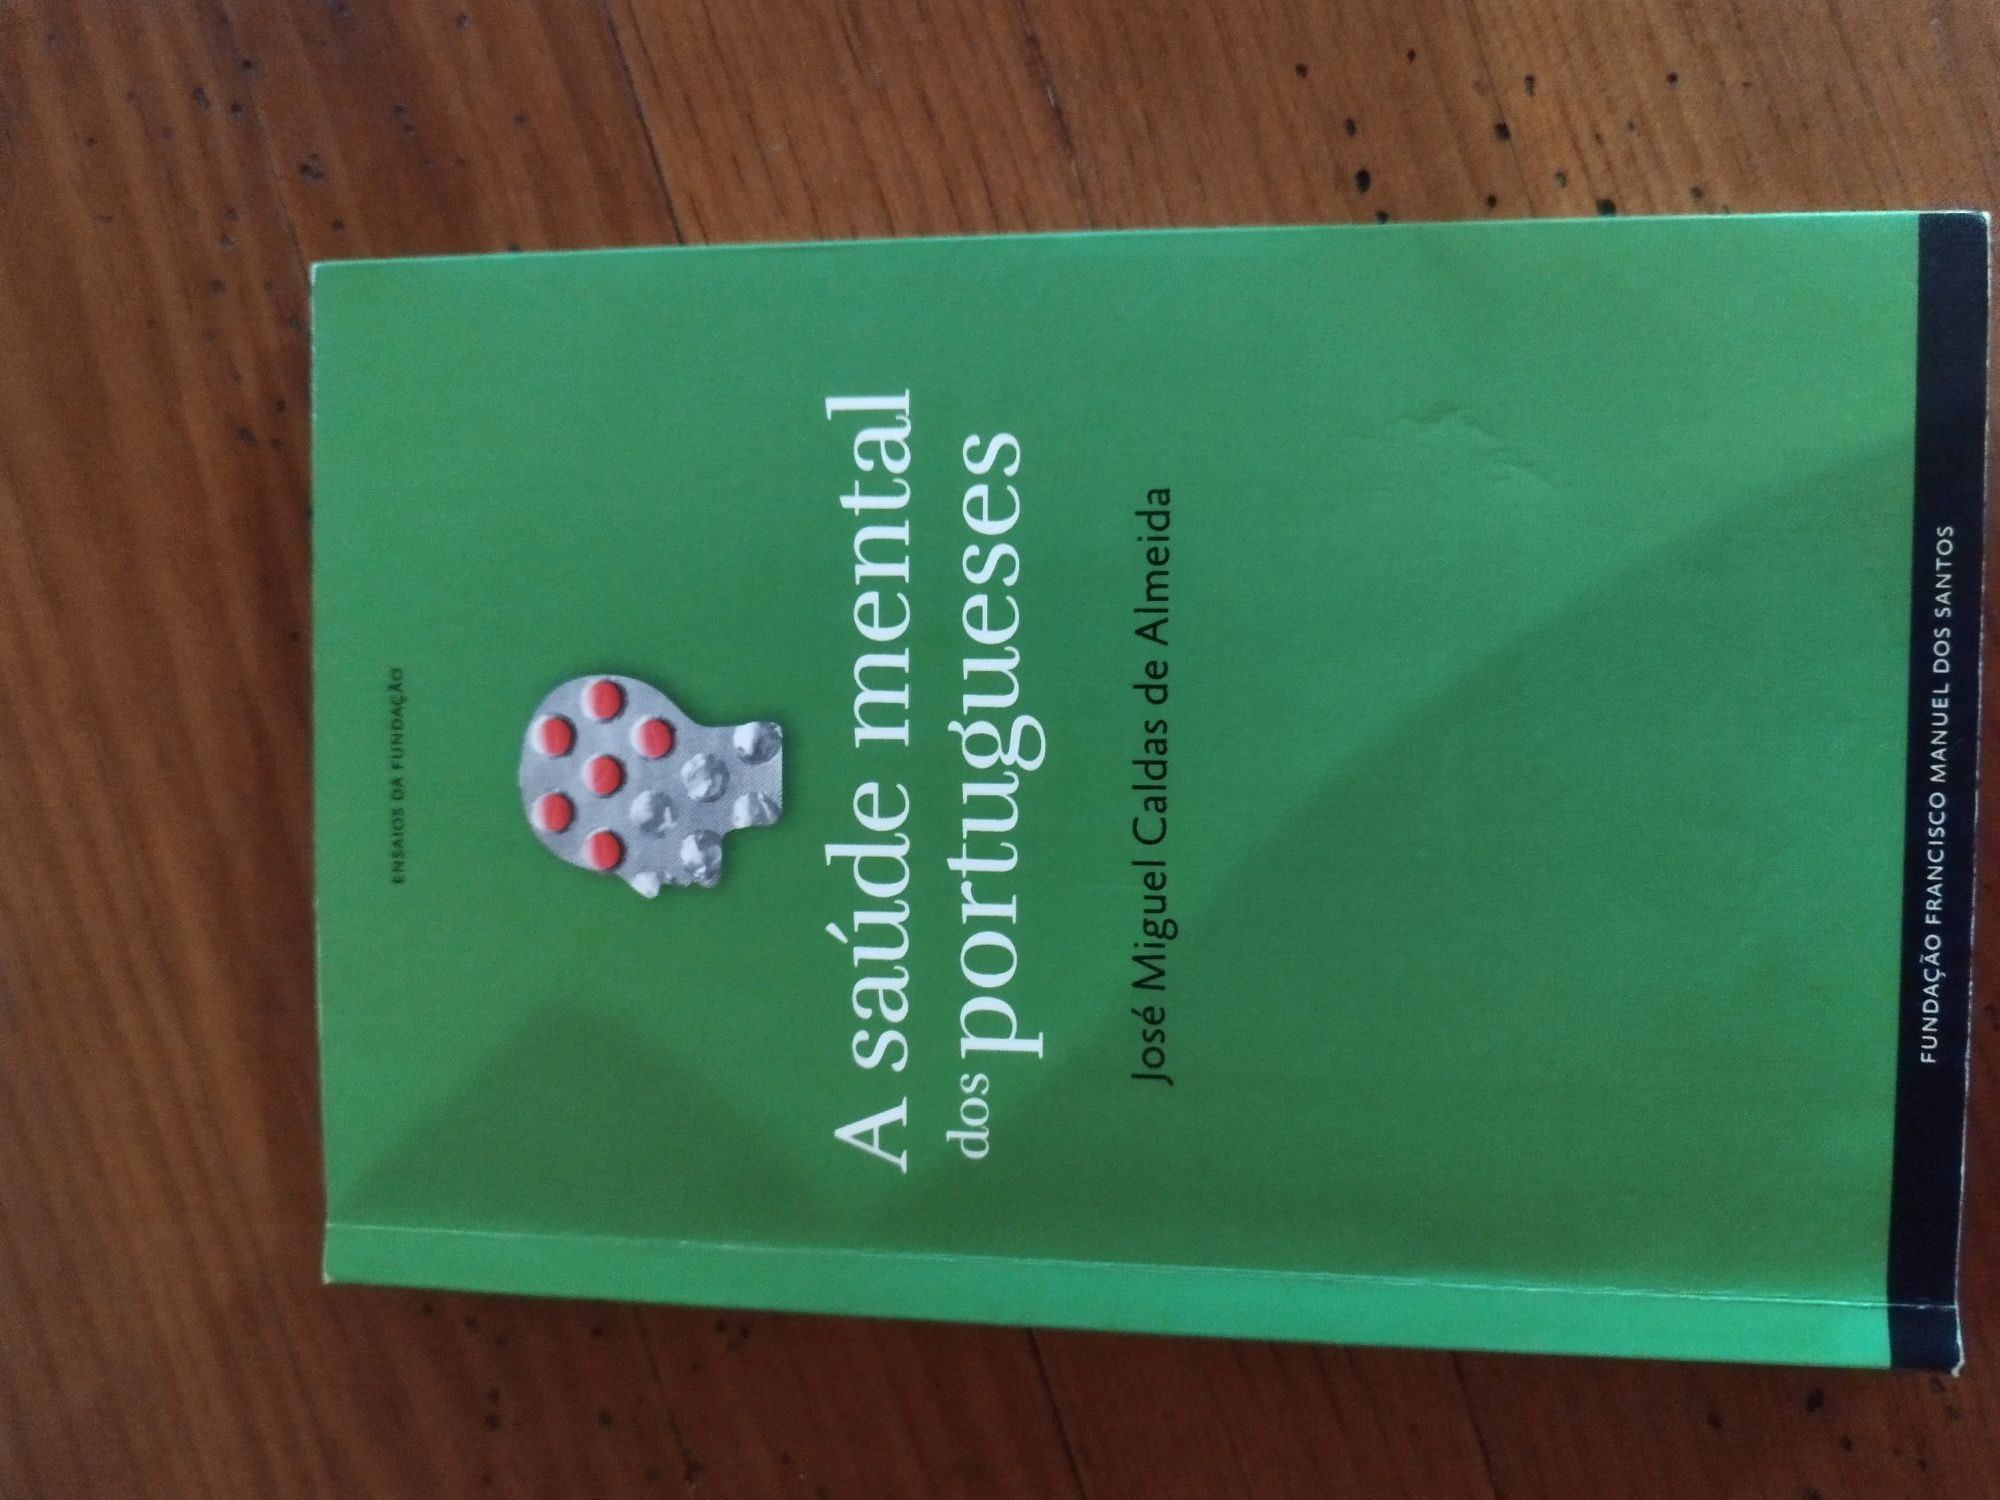 ENSAIOS DA FUNDAÇÃO
A saúde mental
dos portugueses
José Miguel Caldas de Almeida
FUNDAÇÃO FRANCISCO MANUEL DOS SANTOS